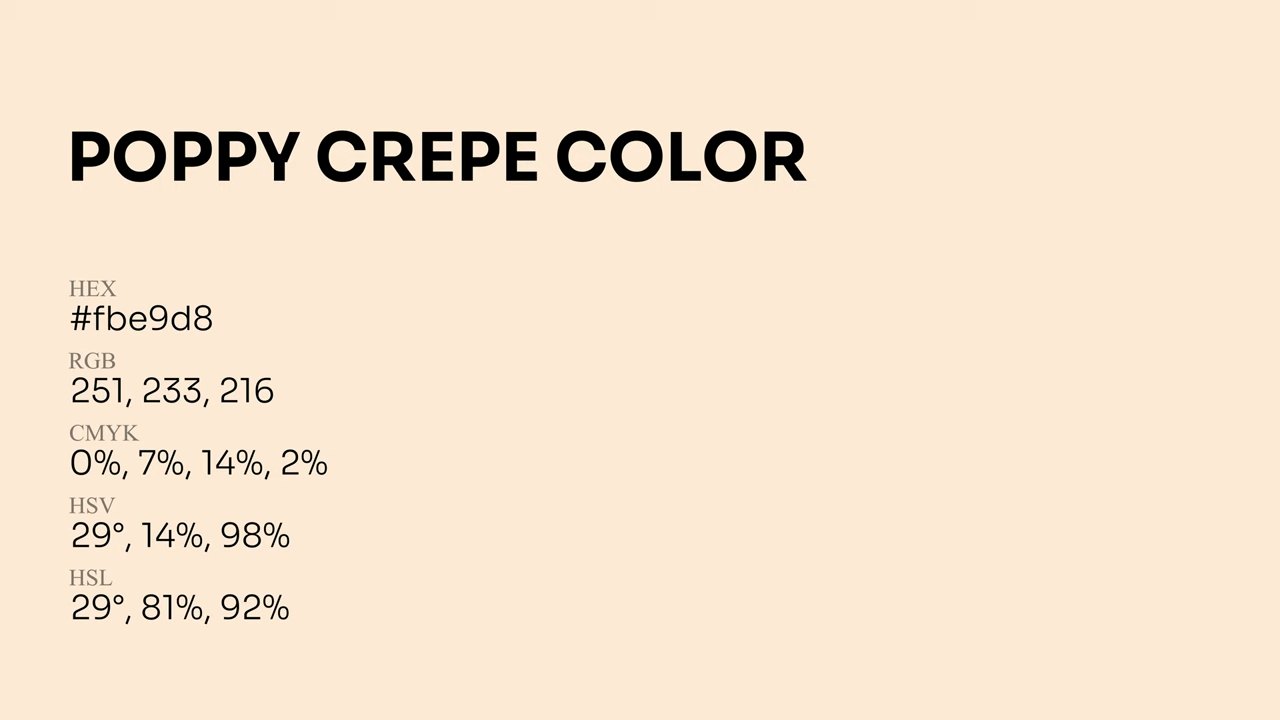 POPPY CREPE COLOR
HEX
#fbe9d8
RGB
251, 233, 216
CMYK
0%, 7%, 14%, 2%
HSV
29°, 14%, 98%
HSL
29°, 81%, 92%